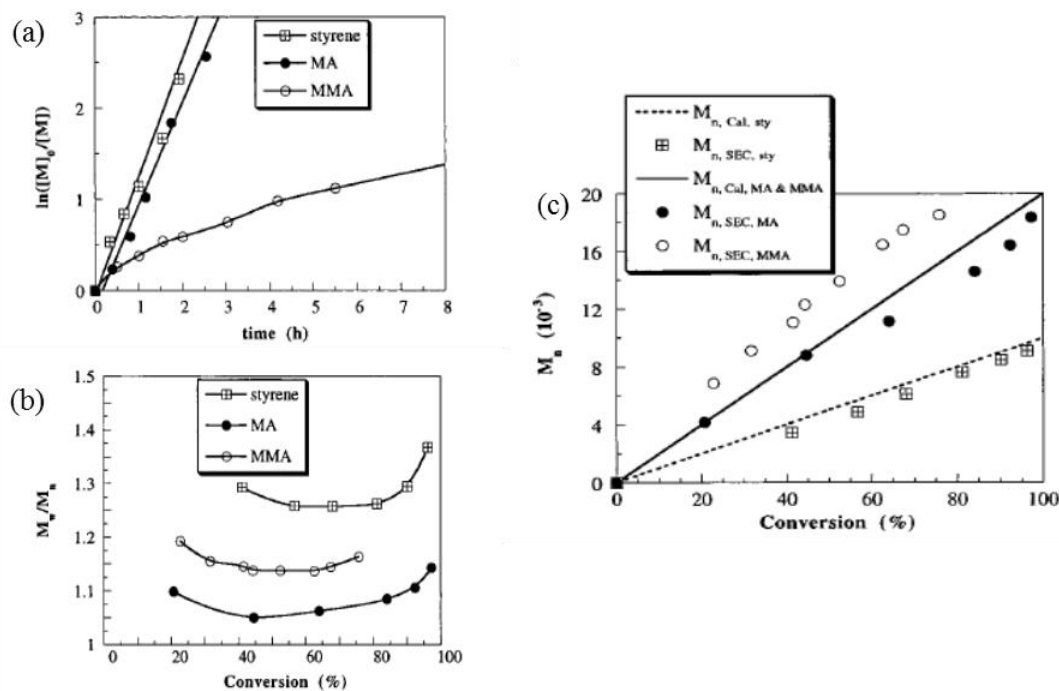 (a)
3
2
1
0
ln([M]0/[M])
styrene
MA
MMA
0 1 2 3 4 5 6 7 8
time (h)
(b)
1.5
1.4
1.3
1.2
1.1
1
Mw/Mn
styrene
MA
MMA
0 20 40 60 80 100
Conversion (%)
(c)
Mn, Cal, sty
Mn, SEC, sty
Mn, Cal, MA & MMA
Mn, SEC, MA
Mn, SEC, MMA
20
16
12
8
4
0
Mn (10-3)
0 20 40 60 80 100
Conversion (%)